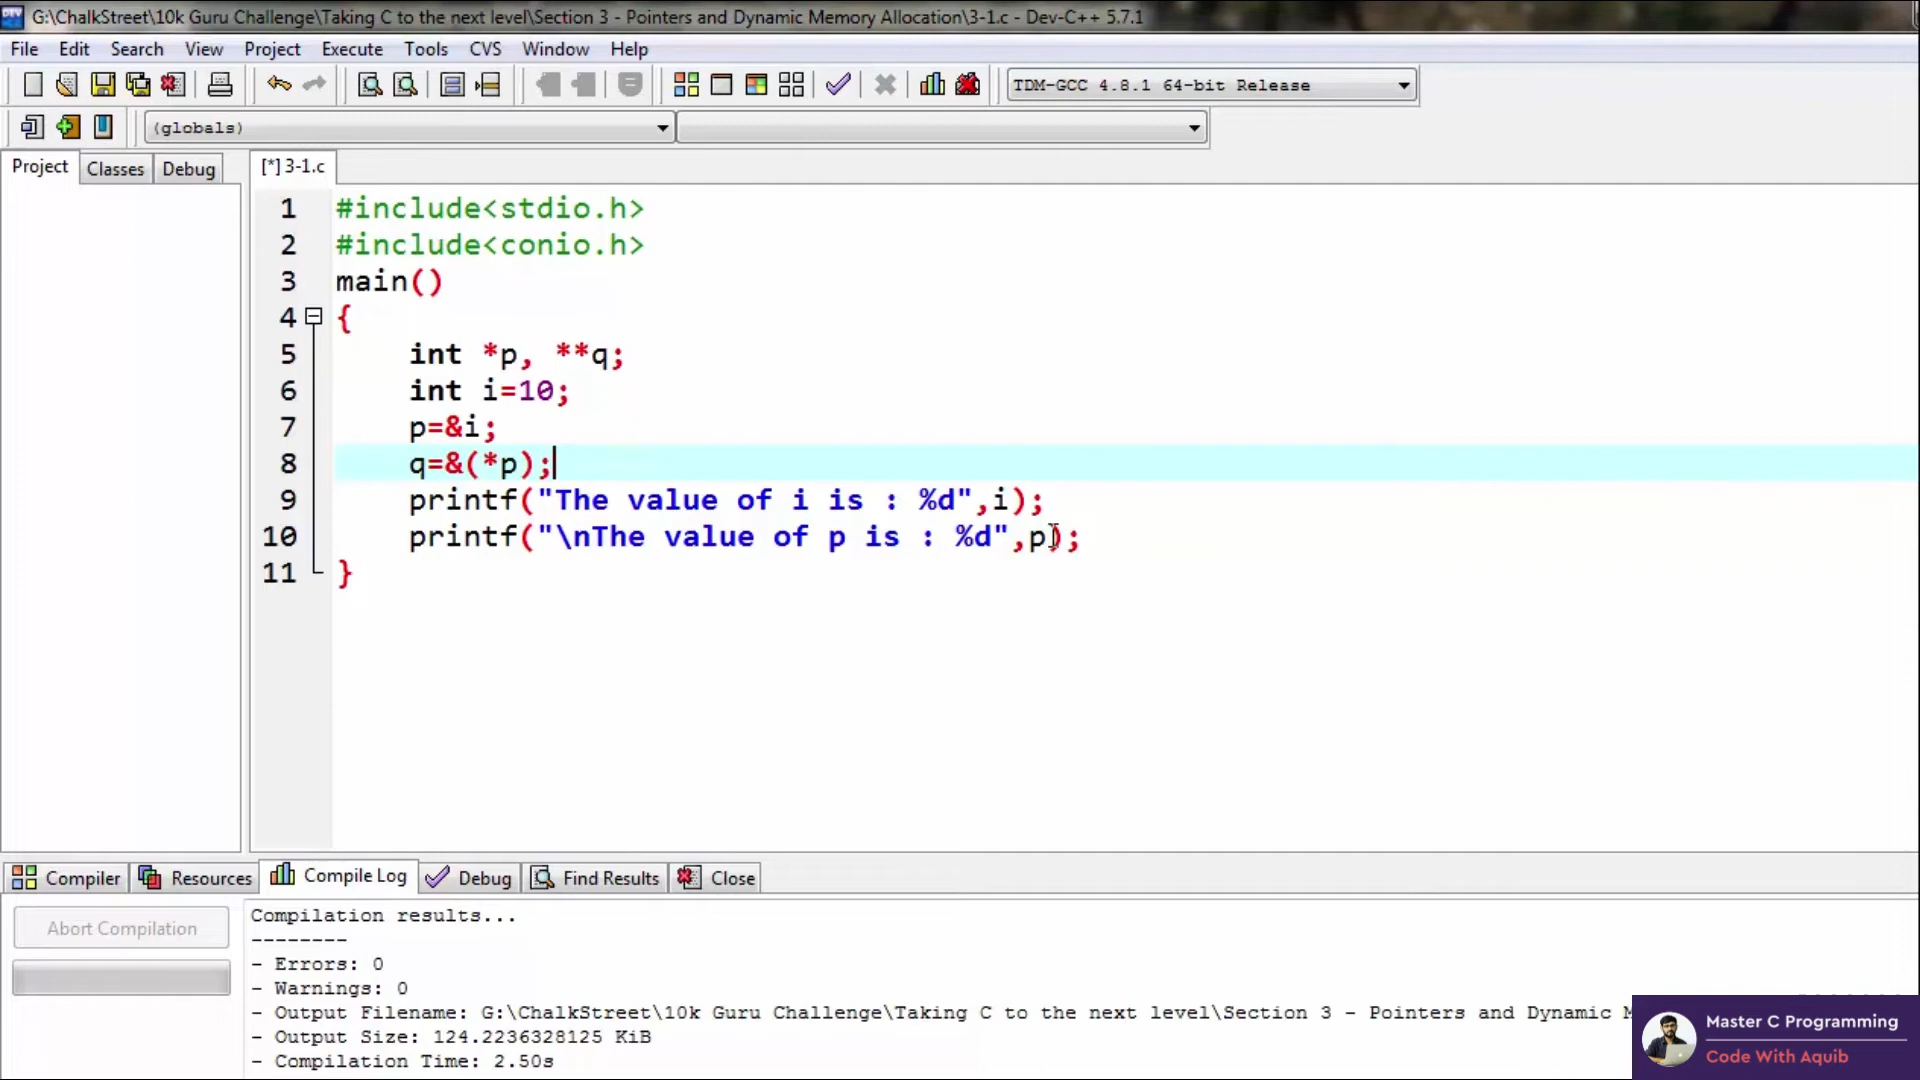 G:\ChalkStreet\10k Guru Challenge\Taking C to the next level\Section 3 - Pointers and Dynamic Memory Allocation\3-1.c - Dev-C++ 5.7.1
File Edit Search View Project Execute Tools CVS Window Help
TDM-GCC 4.8.1 64-bit Release
(globals)
Project Classes Debug [*] 3-1.c
1 #include<stdio.h>
2 #include<conio.h>
3 main()
4 {
5 int *p, **q;
6 int i=10;
7 p=&i;
8 q=&(*p);
9 printf("The value of i is : %d",i);
10 printf("\nThe value of p is : %d",p);
11 }
Compiler Resources Compile Log Debug Find Results Close
Abort Compilation
Compilation results...
--------
- Errors: 0
- Warnings: 0
- Output Filename: G:\ChalkStreet\10k Guru Challenge\Taking C to the next level\Section 3 - Pointers and Dynamic
- Output Size: 124.2236328125 KiB
- Compilation Time: 2.50s
Master C Programming
Code With Aquib